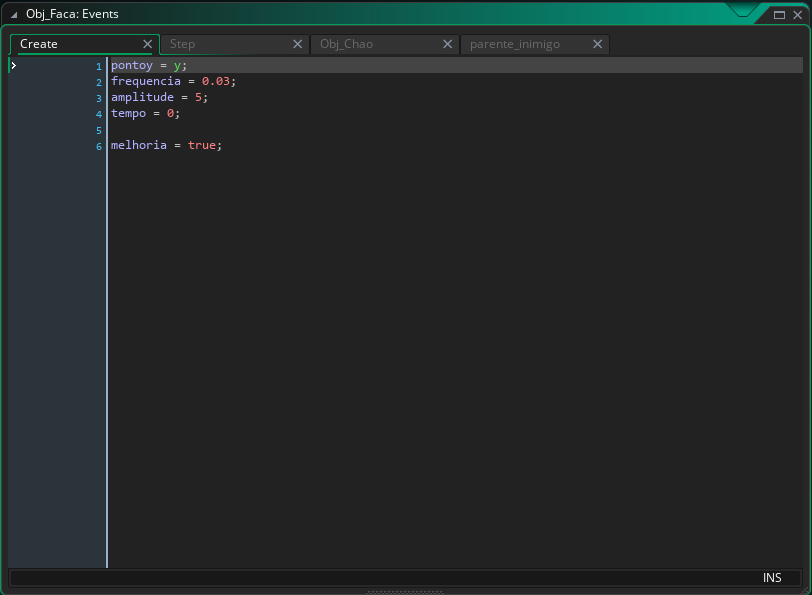 Obj_Faca: Events
Create Step Obj_Chao parente_inimigo
1 pontoy = y;
2 frequencia = 0.03;
3 amplitude = 5;
4 tempo = 0;
5
6 melhoria = true;
INS